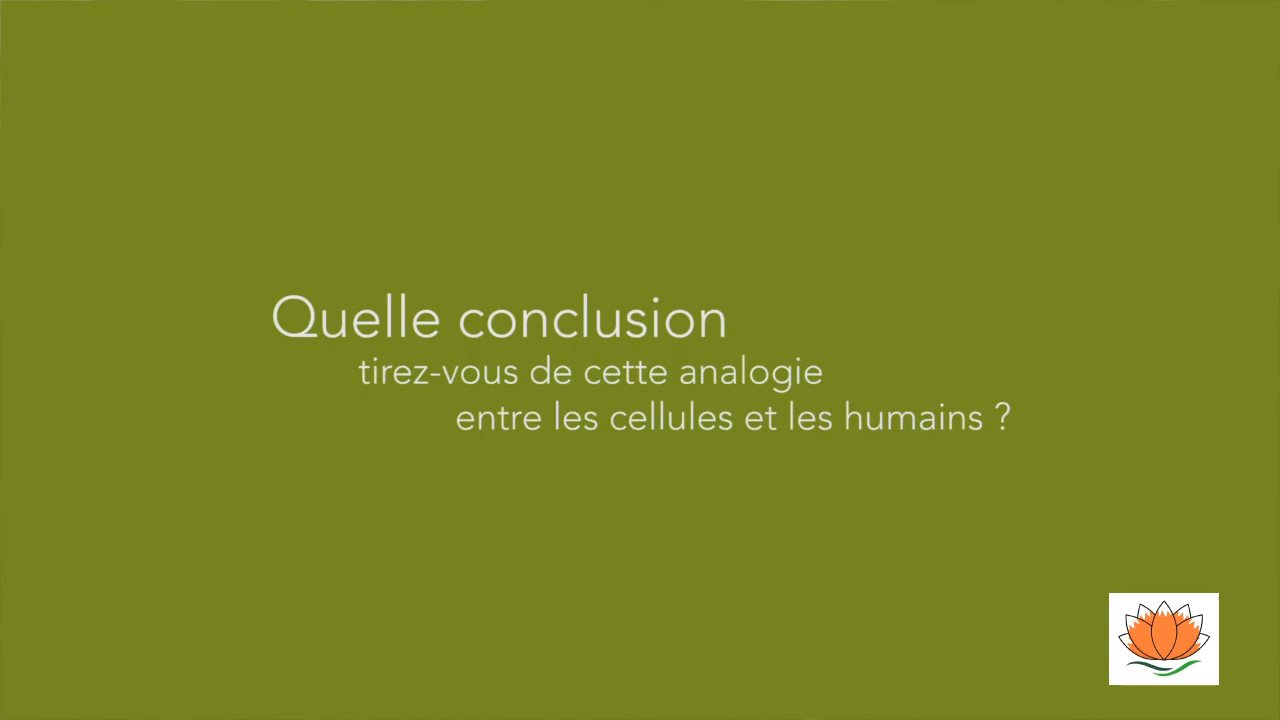 Quelle conclusion
tirez-vous de cette analogie
entre les cellules et les humains ?